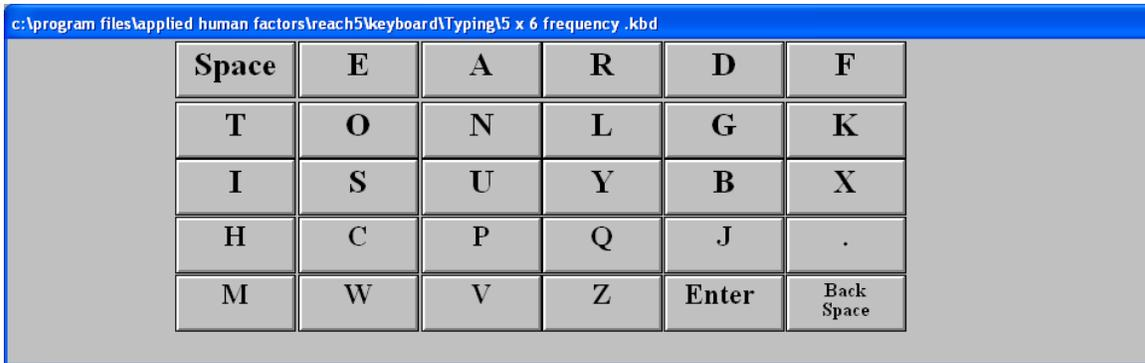 c:\program files\applied human factors\reach5\keyboard\Typing\5 x 6 frequency .kbd
Space E A R D F
T O N L G K
I S U Y B X
H C P Q J .
M W V Z Enter Back Space